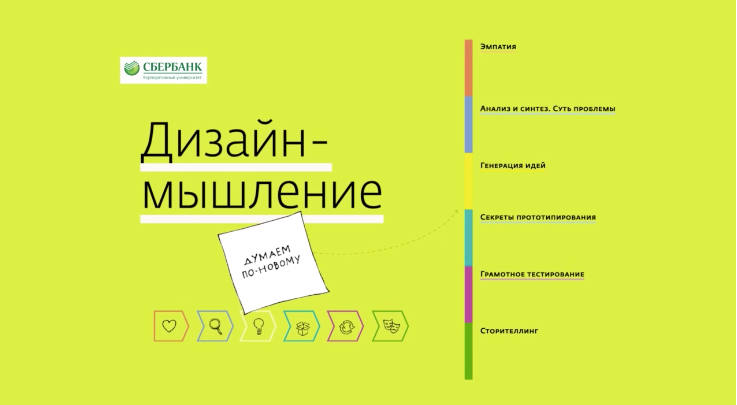 СБЕРБАНК
Корпоративный университет
Дизайн-
мышление
ДУМАЕМ
ПО-НОВОМУ
Эмпатия
Анализ и синтез. Суть проблемы
Генерация идей
Секреты прототипирования
Грамотное тестирование
Сторителлинг